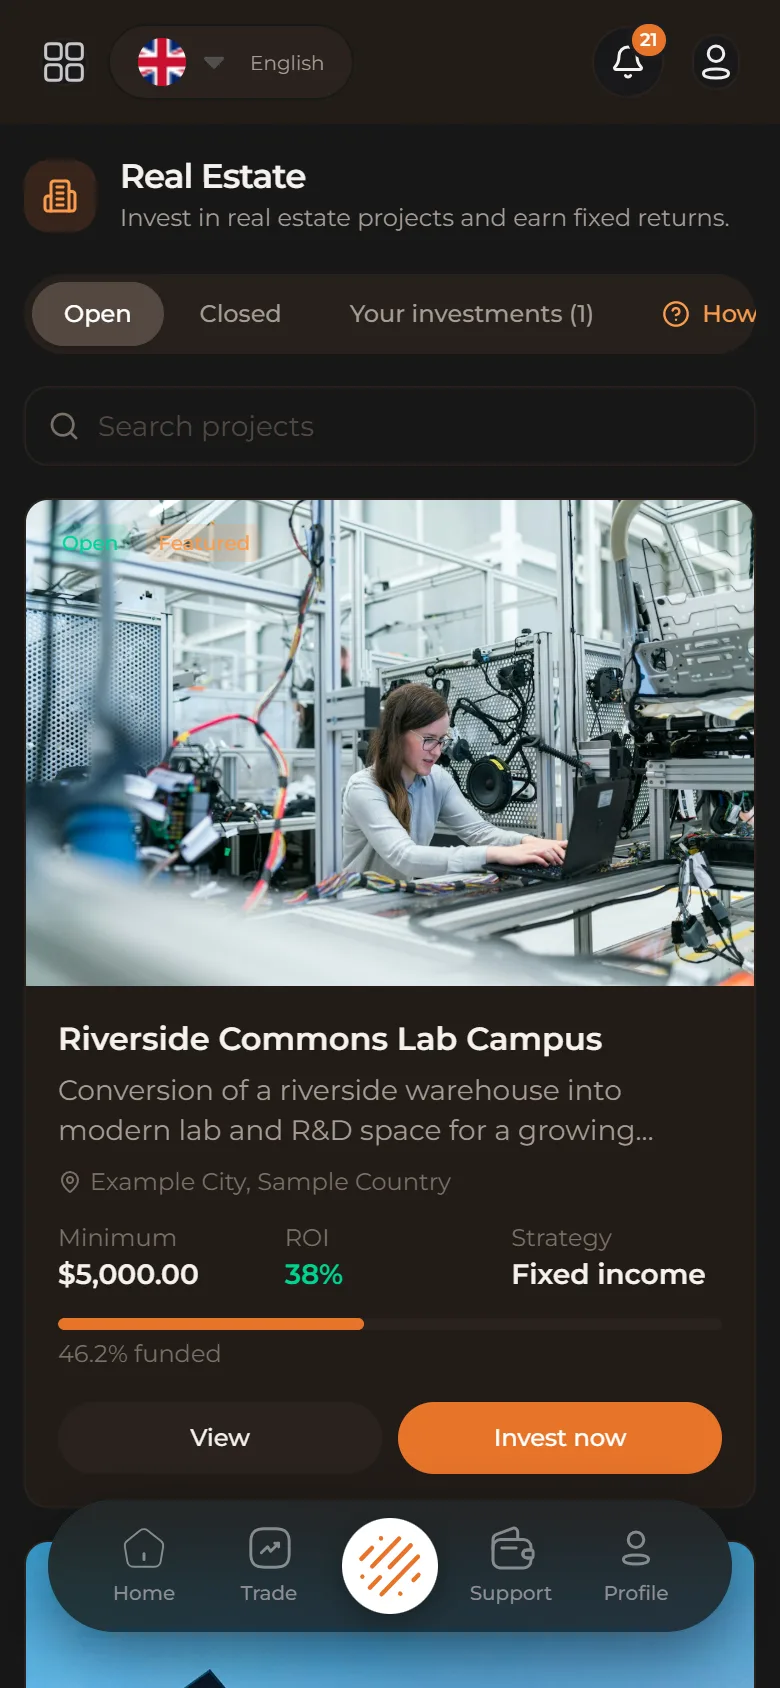 English
21
Real Estate
Invest in real estate projects and earn fixed returns.
Open
Closed
Your investments (1)
How
Search projects
Open
Featured
Riverside Commons Lab Campus
Conversion of a riverside warehouse into
modern lab and R&D space for a growing...
Example City, Sample Country
Minimum
ROI
Strategy
$5,000.00
38%
Fixed income
46.2% funded
View
Invest now
Home
Trade
Support
Profile